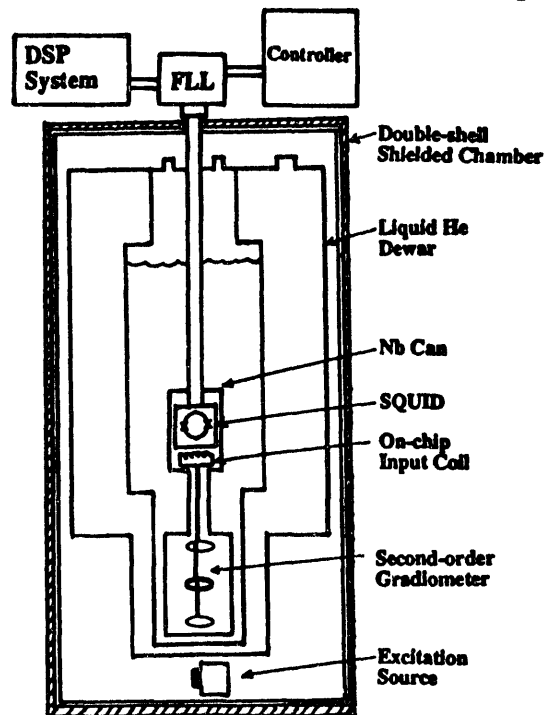 DSP
System
FLL
Controller
Double-shell
Shielded Chamber
Liquid He
Dewar
Nb Can
SQUID
On-chip
Input Coil
Second-order
Gradiometer
Excitation
Source